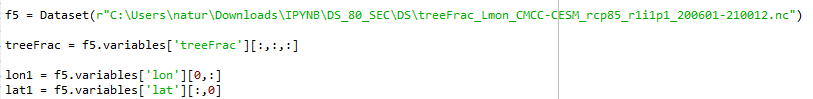 f5 = Dataset(r"C:\Users\natur\Downloads\IPYNB\DS_80_SEC\DS\treeFrac_Lmon_CMCC-CESM_rcp85_r1i1p1_200601-210012.nc")
treeFrac = f5.variables['treeFrac'][:,:,:]
lon1 = f5.variables['lon'][0,:]
lat1 = f5.variables['lat'][:,0]